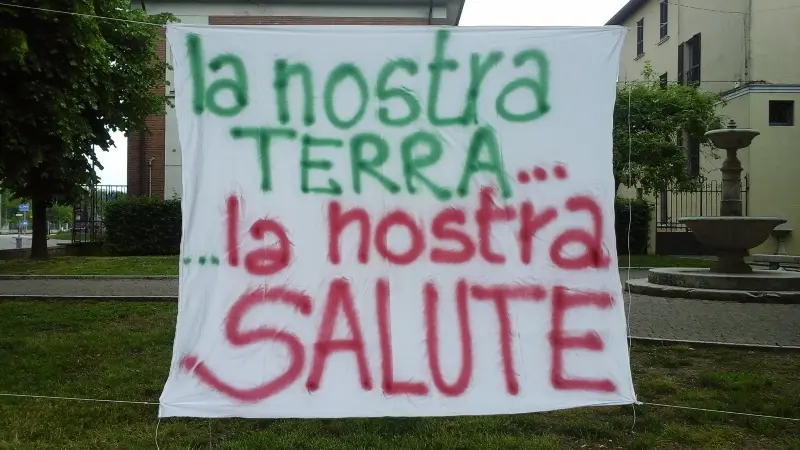 la nostra
TERRA...
...la nostra
SALUTE